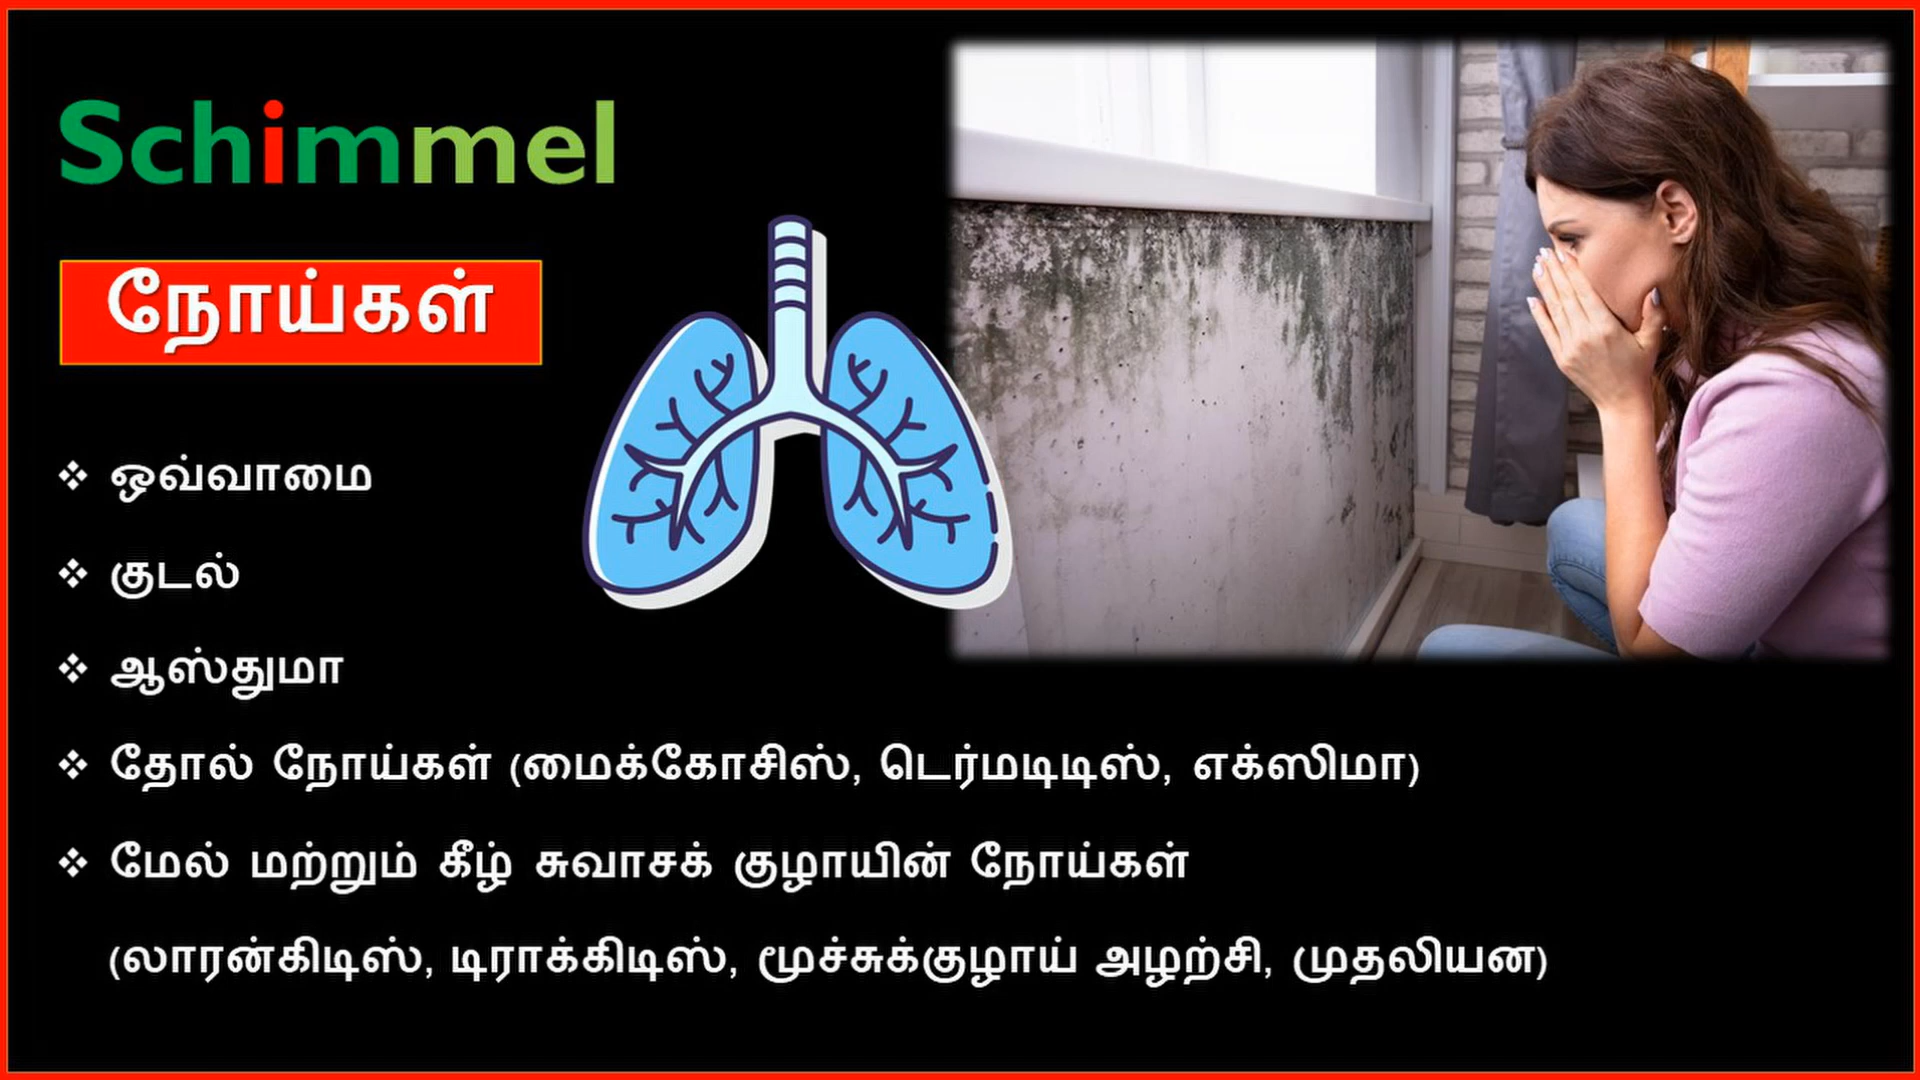 Schimmel
நோய்கள்
❖ ஒவ்வாமை
❖ குடல்
❖ ஆஸ்துமா
❖ தோல் நோய்கள் (மைக்கோசிஸ், டெர்மடிடிஸ், எக்ஸிமா)
❖ மேல் மற்றும் கீழ் சுவாசக் குழாயின் நோய்கள்
(லாரன்கிடிஸ், டிராக்கிடிஸ், மூச்சுக்குழாய் அழற்சி, முதலியன)